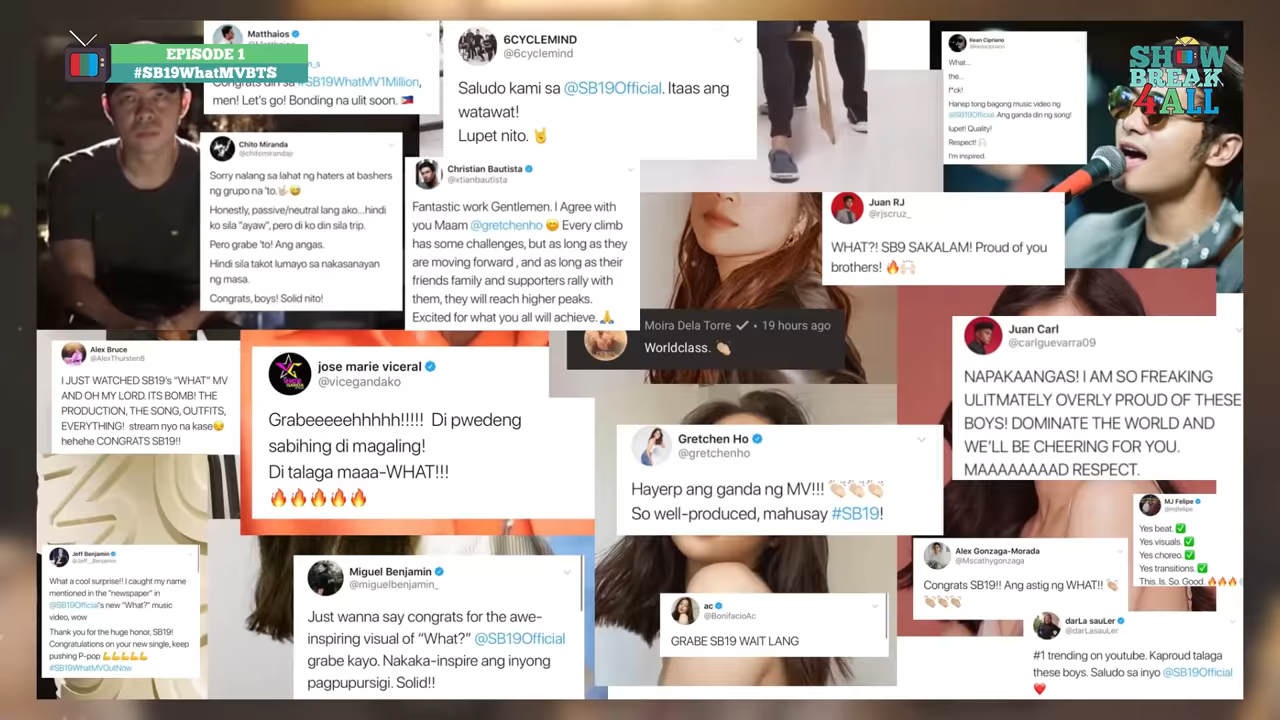 EPISODE 1
#SB19WhatMVBTS
SHOW
BREAK
4ALL
Matthaios
#SB19WhatMV1Million,
men! Let's go! Bonding na ulit soon. 🇵🇭
6CYCLEMIND
@6cyclemind
Saludo kami sa @SB19Official. Itaas ang
watawat!
Lupet nito. 🤘
Kean Cipriano
What...
the...
f*ck!
Hanep tong bagong music video ng
@SB19Official. Ang ganda din ng song!
lupet! Quality!
Respect! 🙌🏻
I'm inspired.
Chito Miranda
@chitomirandajr
Sorry nalang sa lahat ng haters at bashers
ng grupo na 'to.🤟🏻😅
Honestly, passive/neutral lang ako...hindi
ko sila "ayaw", pero di ko din sila trip.
Pero grabe 'to! Ang angas.
Hindi sila takot lumayo sa nakasanayan
ng masa.
Congrats, boys! Solid nito!
Christian Bautista
@xtianbautista
Fantastic work Gentlemen. I Agree with
you Maam @gretchenho 😊 Every climb
has some challenges, but as long as they
are moving forward , and as long as their
friends family and supporters rally with
them, they will reach higher peaks.
Excited for what you all will achieve.🙏
Juan RJ
@rjscruz_
WHAT?! SB9 SAKALAM! Proud of you
brothers! 🔥🙌🏻
Moira Dela Torre ✓ • 19 hours ago
Worldclass. 👏🏻
Juan Carl
@carlguevarra09
NAPAKAANGAS! I AM SO FREAKING
ULITMATELY OVERLY PROUD OF THESE
BOYS! DOMINATE THE WORLD AND
WE'LL BE CHEERING FOR YOU.
MAAAAAAAAD RESPECT.
Alex Bruce
@AlexThurstenB
I JUST WATCHED SB19's "WHAT" MV
AND OH MY LORD. ITS BOMB! THE
PRODUCTION, THE SONG, OUTFITS,
EVERYTHING! stream nyo na kase😌
hehehe CONGRATS SB19!!
jose marie viceral
@vicegandako
Grabeeeeehhhhh!!!!! Di pwedeng
sabihing di magaling!
Di talaga maaa-WHAT!!!
🔥🔥🔥🔥🔥
Gretchen Ho
@gretchenho
Hayerp ang ganda ng MV!!! 👏🏻👏🏻👏🏻
So well-produced, mahusay #SB19!
MJ Felipe
@mjfelipe
Yes beat. ✅
Yes visuals. ✅
Yes choreo. ✅
Yes transitions. ✅
This. Is. So. Good. 🔥🔥🔥
Jeff Benjamin
@Jeff__Benjamin
What a cool surprise!! I caught my name
mentioned in the "newspaper" in
@SB19Official's new "What?" music
video, wow
Thank you for the huge honor, SB19!
Congratulations on your new single, keep
pushing P-pop 💪💪💪💪💪
#SB19WhatMVOutNow
Miguel Benjamin
@miguelbenjamin_
Just wanna say congrats for the awe-
inspiring visual of "What?" @SB19Official
grabe kayo. Nakaka-inspire ang inyong
pagpupursigi. Solid!!
ac
@BonifacioAc
GRABE SB19 WAIT LANG
Alex Gonzaga-Morada
@Mscathygonzaga
Congrats SB19!! Ang astig ng WHAT!! 👏🏻
👏🏻👏🏻👏🏻
darLa sauLer
@darLasauLer
#1 trending on youtube. Kaproud talaga
these boys. Saludo sa inyo @SB19Official
❤️